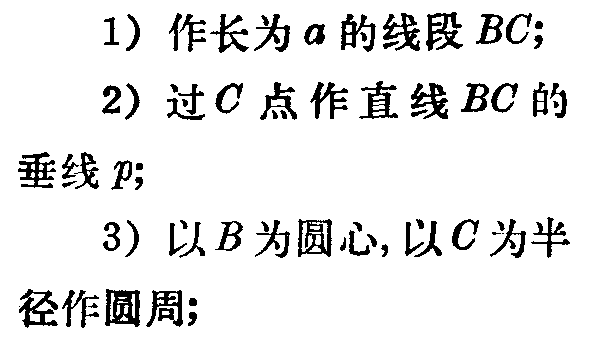 1) 作长为 a 的线段 BC;
2) 过 C 点作直线 BC 的
垂线 p;
3) 以 B 为圆心, 以 C 为半
径作圆周;